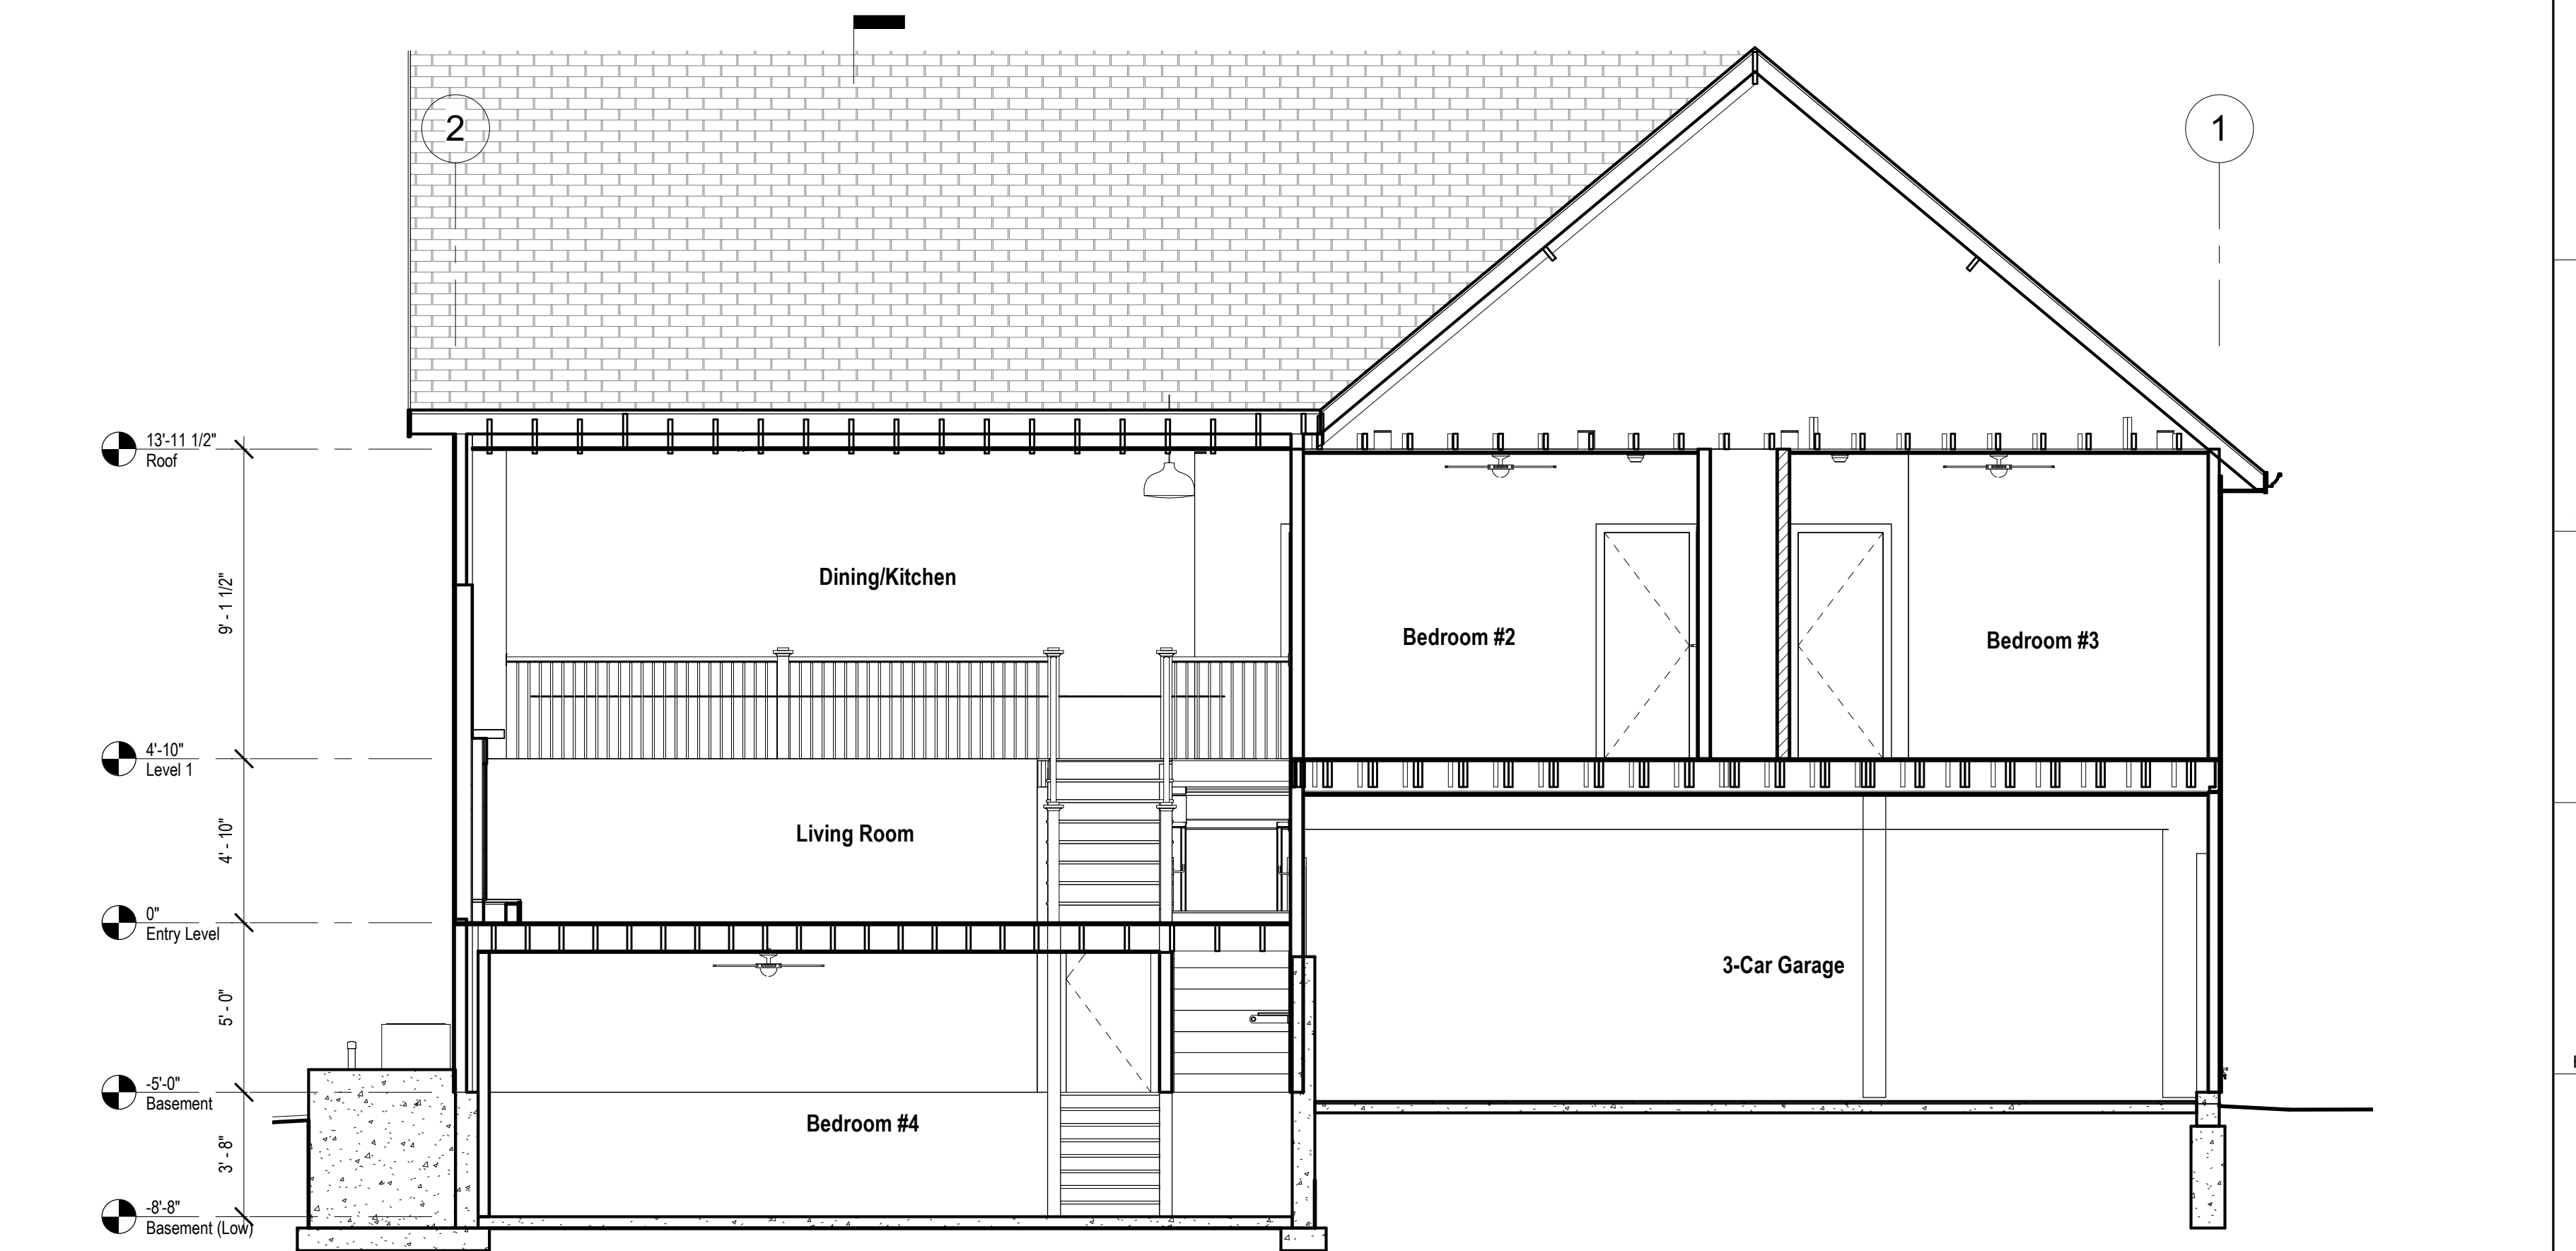 2
1
13'-11 1/2"
Roof
9' - 1 1/2"
Dining/Kitchen
Bedroom #2
Bedroom #3
4'-10"
Level 1
4' - 10"
Living Room
0"
Entry Level
5' - 0"
3-Car Garage
-5'-0"
Basement
Bedroom #4
3' - 8"
-8'-8"
Basement (Low)